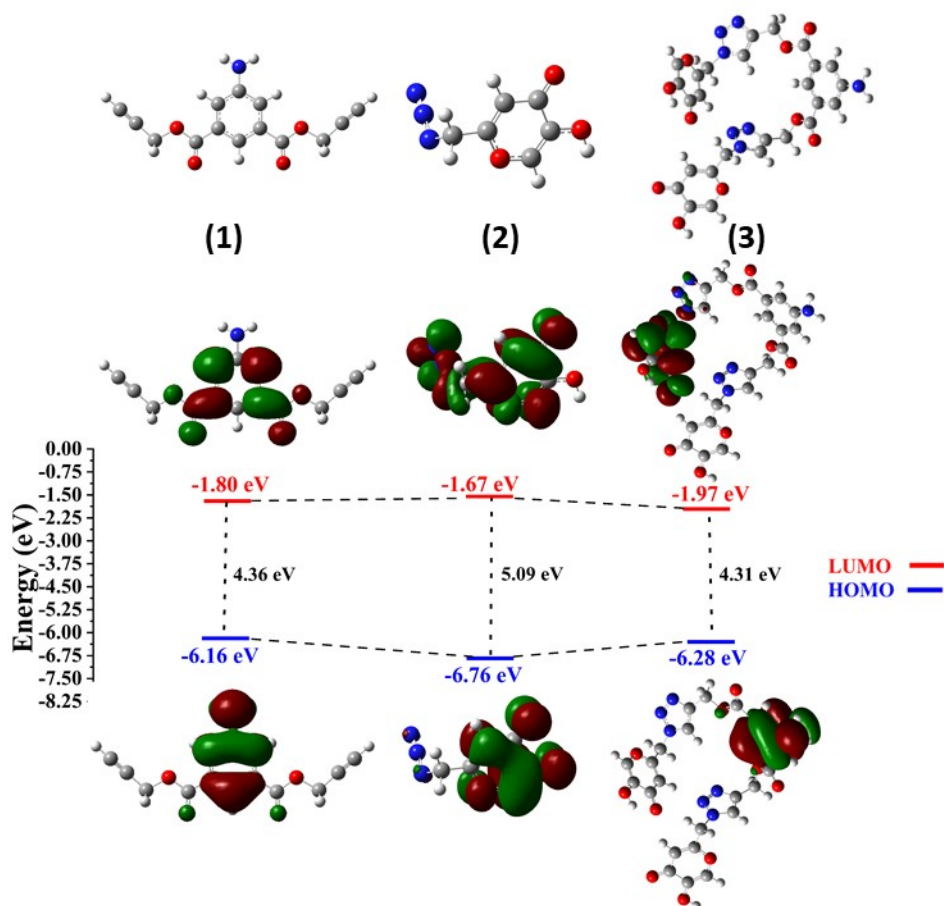 (1) (2) (3)
0.00
-0.75
-1.50
-2.25
-3.00
-3.75
-4.50
-5.25
-6.00
-6.75
-7.50
-8.25
Energy (eV)
-1.80 eV -1.67 eV -1.97 eV
4.36 eV 5.09 eV 4.31 eV
-6.16 eV -6.76 eV -6.28 eV
LUMO
HOMO